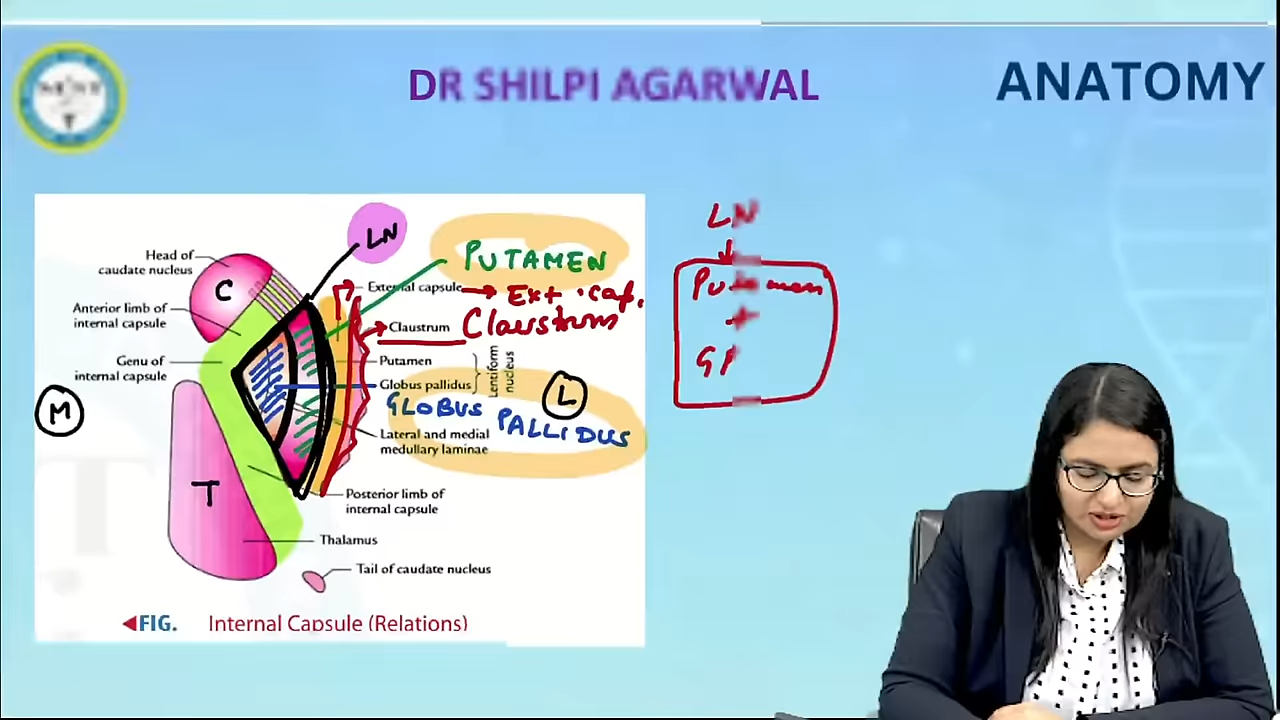 DR SHILPI AGARWAL
ANATOMY
LN
PUTAMEN
Head of
caudate nucleus
C
External capsule → Ext. cap.
Anterior limb of
internal capsule
Claustrum Claustrum
Genu of
internal capsule
Putamen
Globus pallidus
Lentiform
nucleus
GLOBUS PALLIDUS
M
L
Lateral and medial
medullary laminae
T
Posterior limb of
internal capsule
Thalamus
Tail of caudate nucleus
◀FIG. Internal Capsule (Relations)
LN
↓
Putamen
+
GP